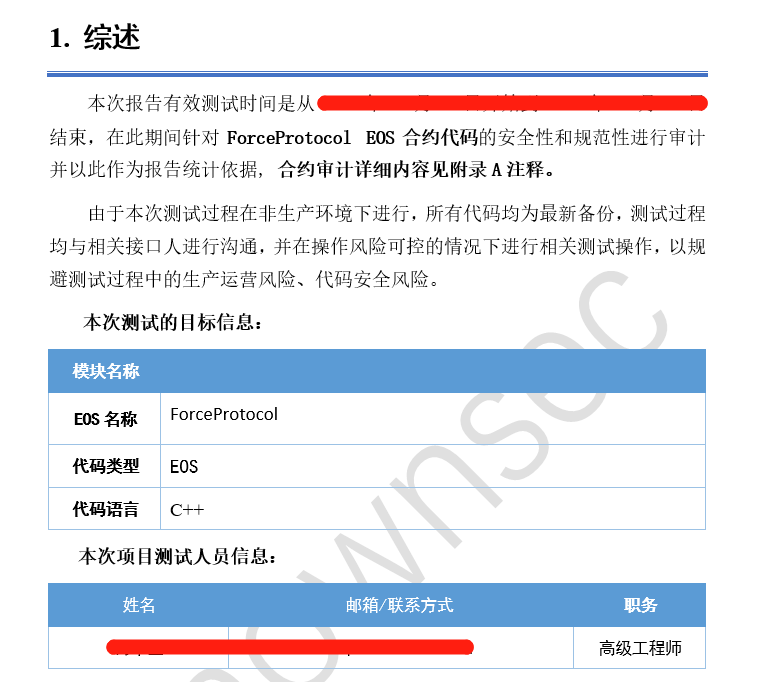 1. 综述
本次报告有效测试时间是从
结束，在此期间针对 ForceProtocol EOS 合约代码的安全性和规范性进行审计
并以此作为报告统计依据，合约审计详细内容见附录 A 注释。
由于本次测试过程在非生产环境下进行，所有代码均为最新备份，测试过程
均与相关接口人进行沟通，并在操作风险可控的情况下进行相关测试操作，以规
避测试过程中的生产运营风险、代码安全风险。
本次测试的目标信息：
模块名称
EOS 名称 ForceProtocol
代码类型 EOS
代码语言 C++
本次项目测试人员信息：
姓名 邮箱/联系方式 职务
高级工程师
ownsec